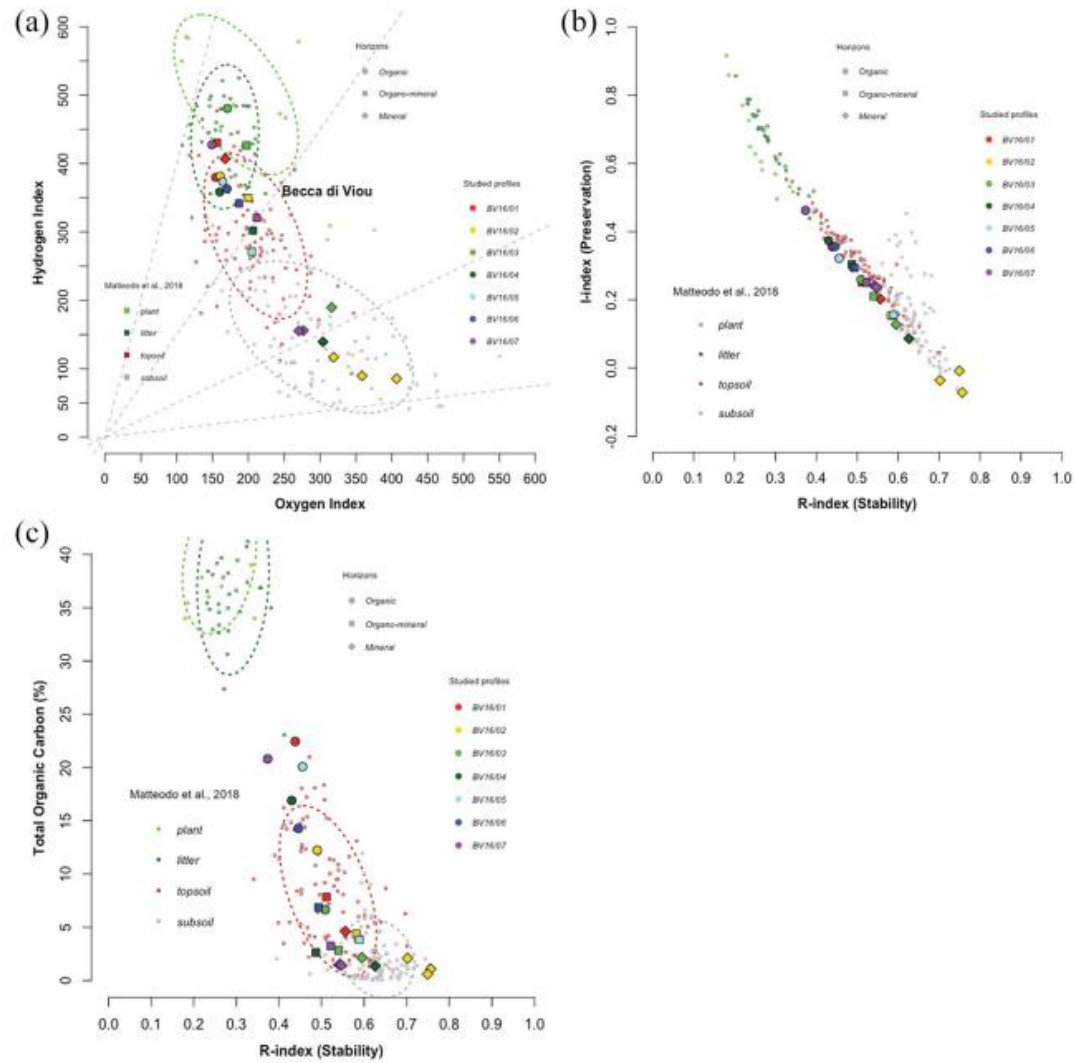 (a)
600
500
400
300
200
100
50
0
Hydrogen Index
0 50 100 150 200 250 300 350 400 450 500 550 600
Oxygen Index
Horizons
Organic
Organo-mineral
Mineral
Becca di Viou
Studied profiles
BV16/01
BV16/02
BV16/03
BV16/04
BV16/05
BV16/06
BV16/07
Matteodo et al., 2018
plant
litter
topsoil
subsoil
(b)
1.0
0.8
0.6
0.4
0.2
0.0
-0.2
I-index (Preservation)
0.0 0.1 0.2 0.3 0.4 0.5 0.6 0.7 0.8 0.9 1.0
R-index (Stability)
Horizons
Organic
Organo-mineral
Mineral
Studied profiles
BV16/01
BV16/02
BV16/03
BV16/04
BV16/05
BV16/06
BV16/07
Matteodo et al., 2018
plant
litter
topsoil
subsoil
(c)
40
35
30
25
20
15
10
5
0
Total Organic Carbon (%)
0.0 0.1 0.2 0.3 0.4 0.5 0.6 0.7 0.8 0.9 1.0
R-index (Stability)
Horizons
Organic
Organo-mineral
Mineral
Studied profiles
BV16/01
BV16/02
BV16/03
BV16/04
BV16/05
BV16/06
BV16/07
Matteodo et al., 2018
plant
litter
topsoil
subsoil